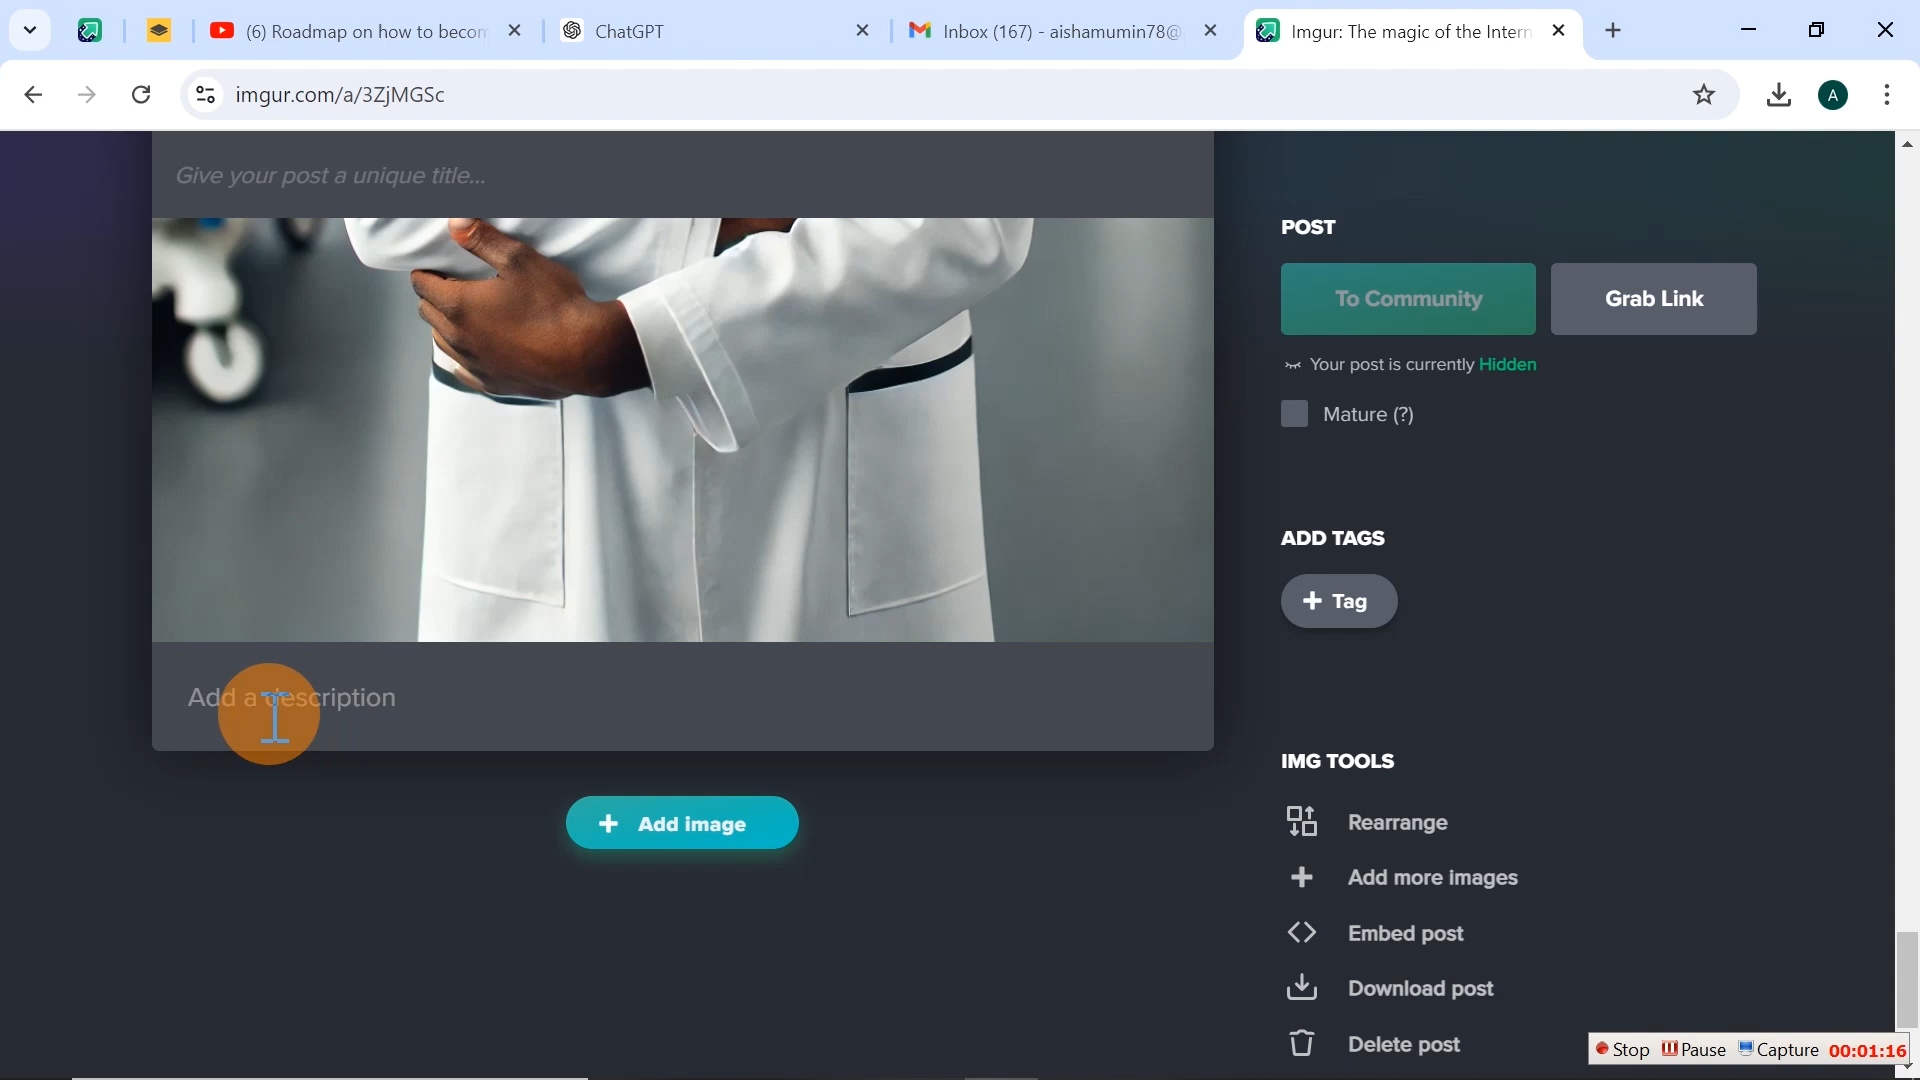 (6) Roadmap on how to becom
ChatGPT
Inbox (167) - aishamumin78@
Imgur: The magic of the Intern
imgur.com/a/3ZjMGSc
A
Give your post a unique title...
POST
To Community
Grab Link
Your post is currently Hidden
Mature (?)
ADD TAGS
+ Tag
Add a description
+ Add image
IMG TOOLS
Rearrange
Add more images
Embed post
Download post
Delete post
Stop Pause Capture 00:01:16